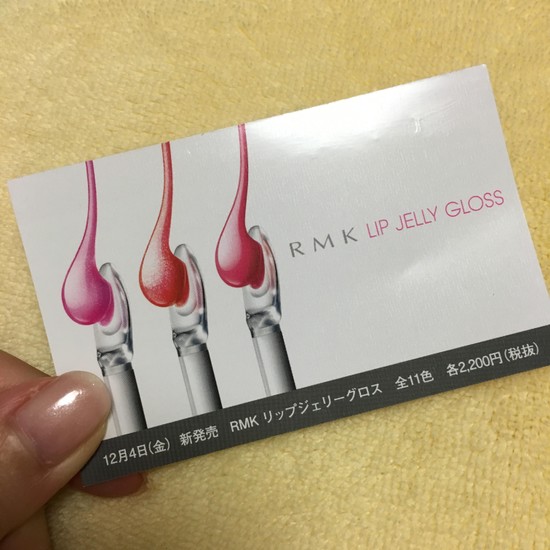 RMK LIP JELLY GLOSS
12月4日(金) 新発売 RMK リップジェリーグロス 全11色 各2,200円(税抜)